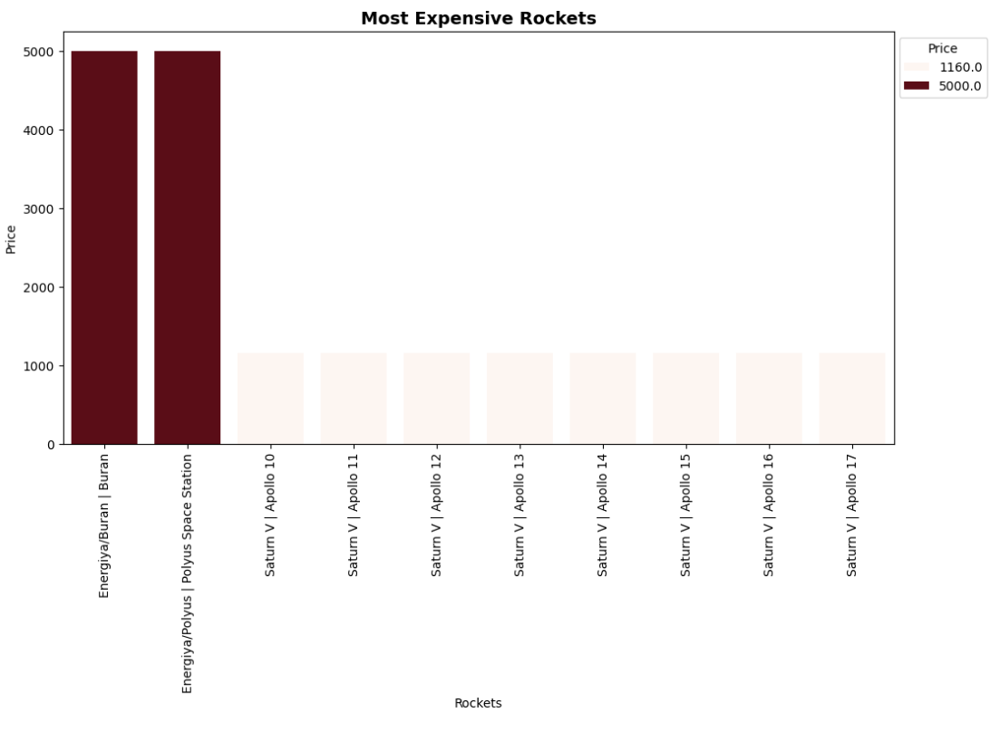 Most Expensive Rockets
Price
1160.0
5000.0
5000
4000
3000
2000
1000
0
Price
Energiya/Buran | Buran
Energiya/Polyus | Polyus Space Station
Saturn V | Apollo 10
Saturn V | Apollo 11
Saturn V | Apollo 12
Saturn V | Apollo 13
Saturn V | Apollo 14
Saturn V | Apollo 15
Saturn V | Apollo 16
Saturn V | Apollo 17
Rockets